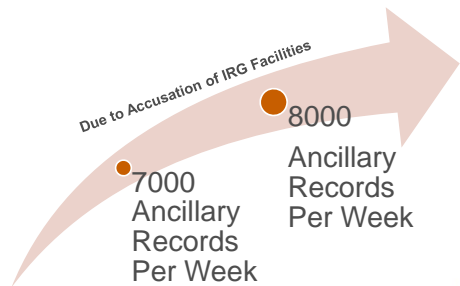 Due to Accusation of IRG Facilities
7000
Ancillary
Records
Per Week
8000
Ancillary
Records
Per Week